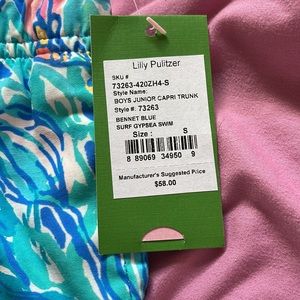 Lilly Pulitzer
SKU #
73263-420ZH4-S
Style Name:
BOYS JUNIOR CAPRI TRUNK
Style #: 73263
BENNET BLUE
SURF GYPSEA SWIM
Size : S
8 89069 34950 9
Manufacturer's Suggested Price
$58.00